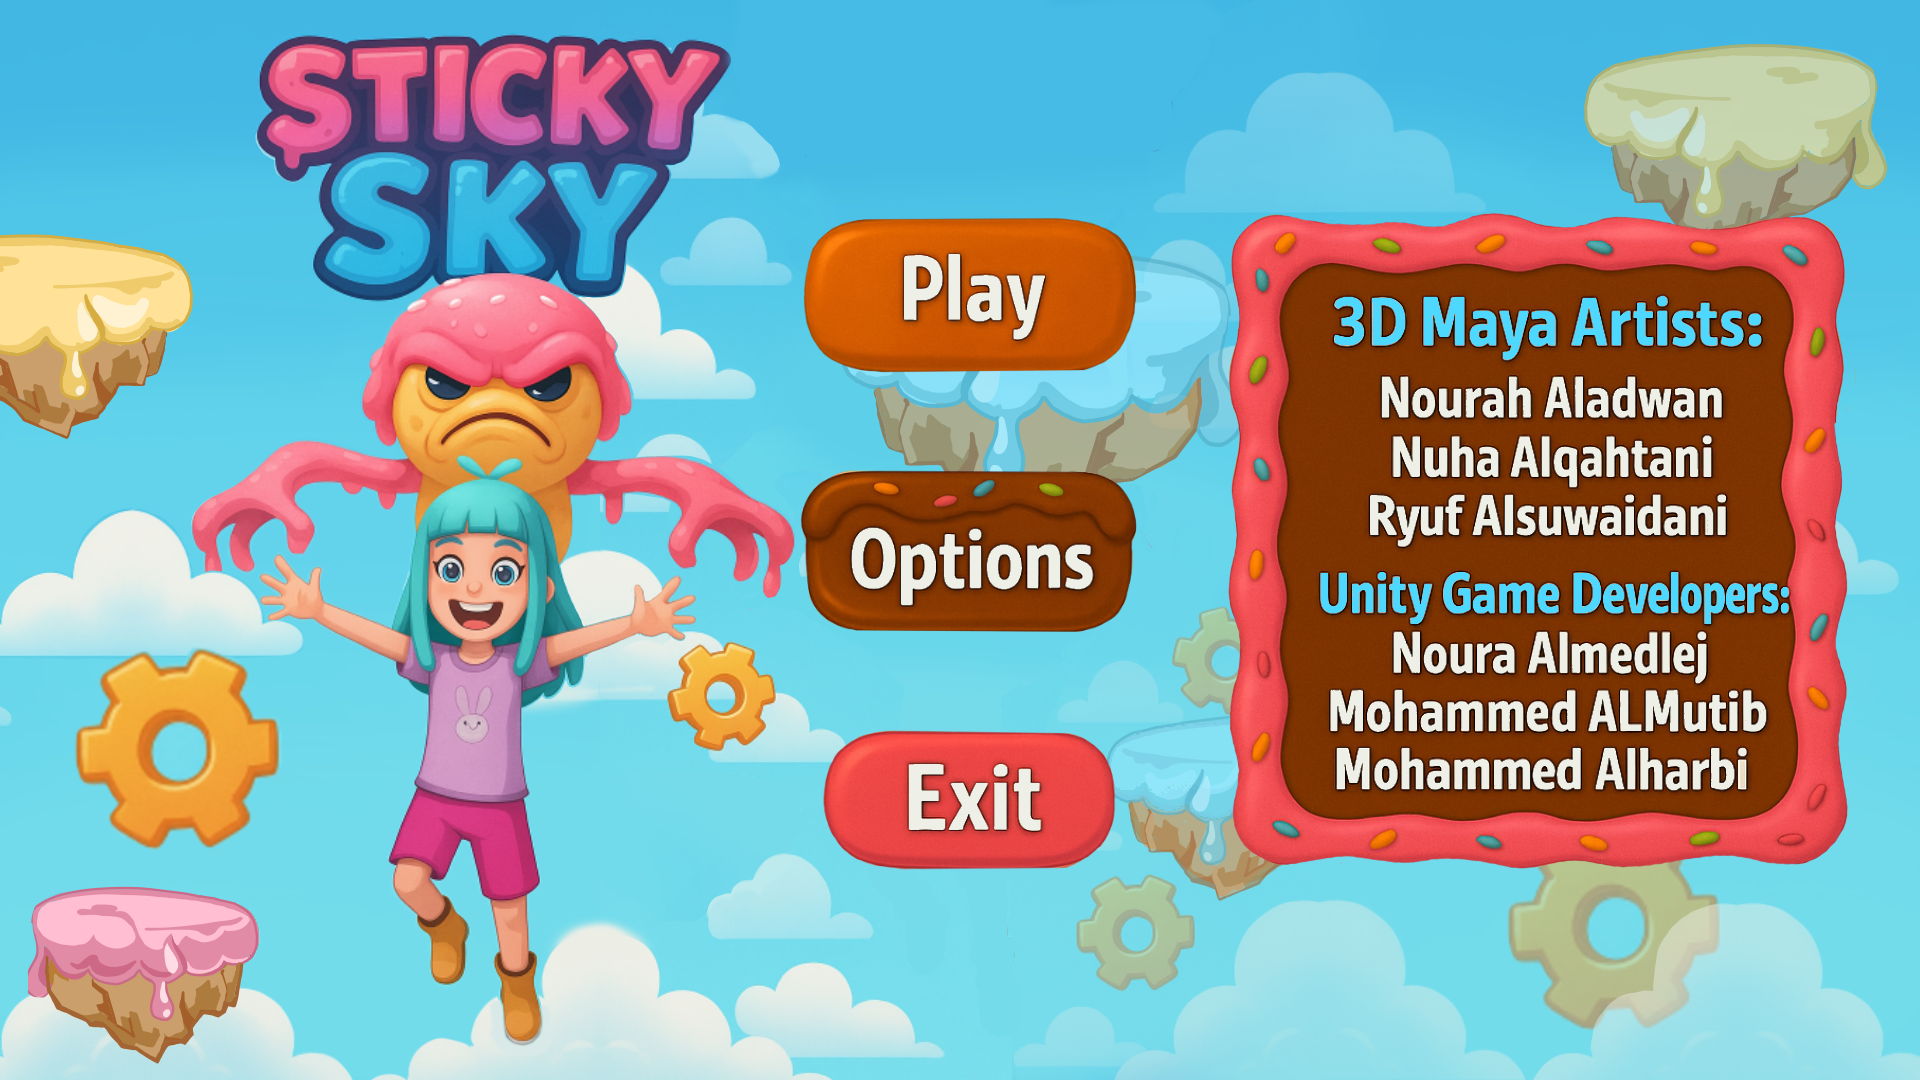 STICKY
SKY
Play
Options
Exit
3D Maya Artists:
Nourah Aladwan
Nuha Alqahtani
Ryuf Alsuwaidani
Unity Game Developers:
Noura Almedlej
Mohammed ALMutib
Mohammed Alharbi